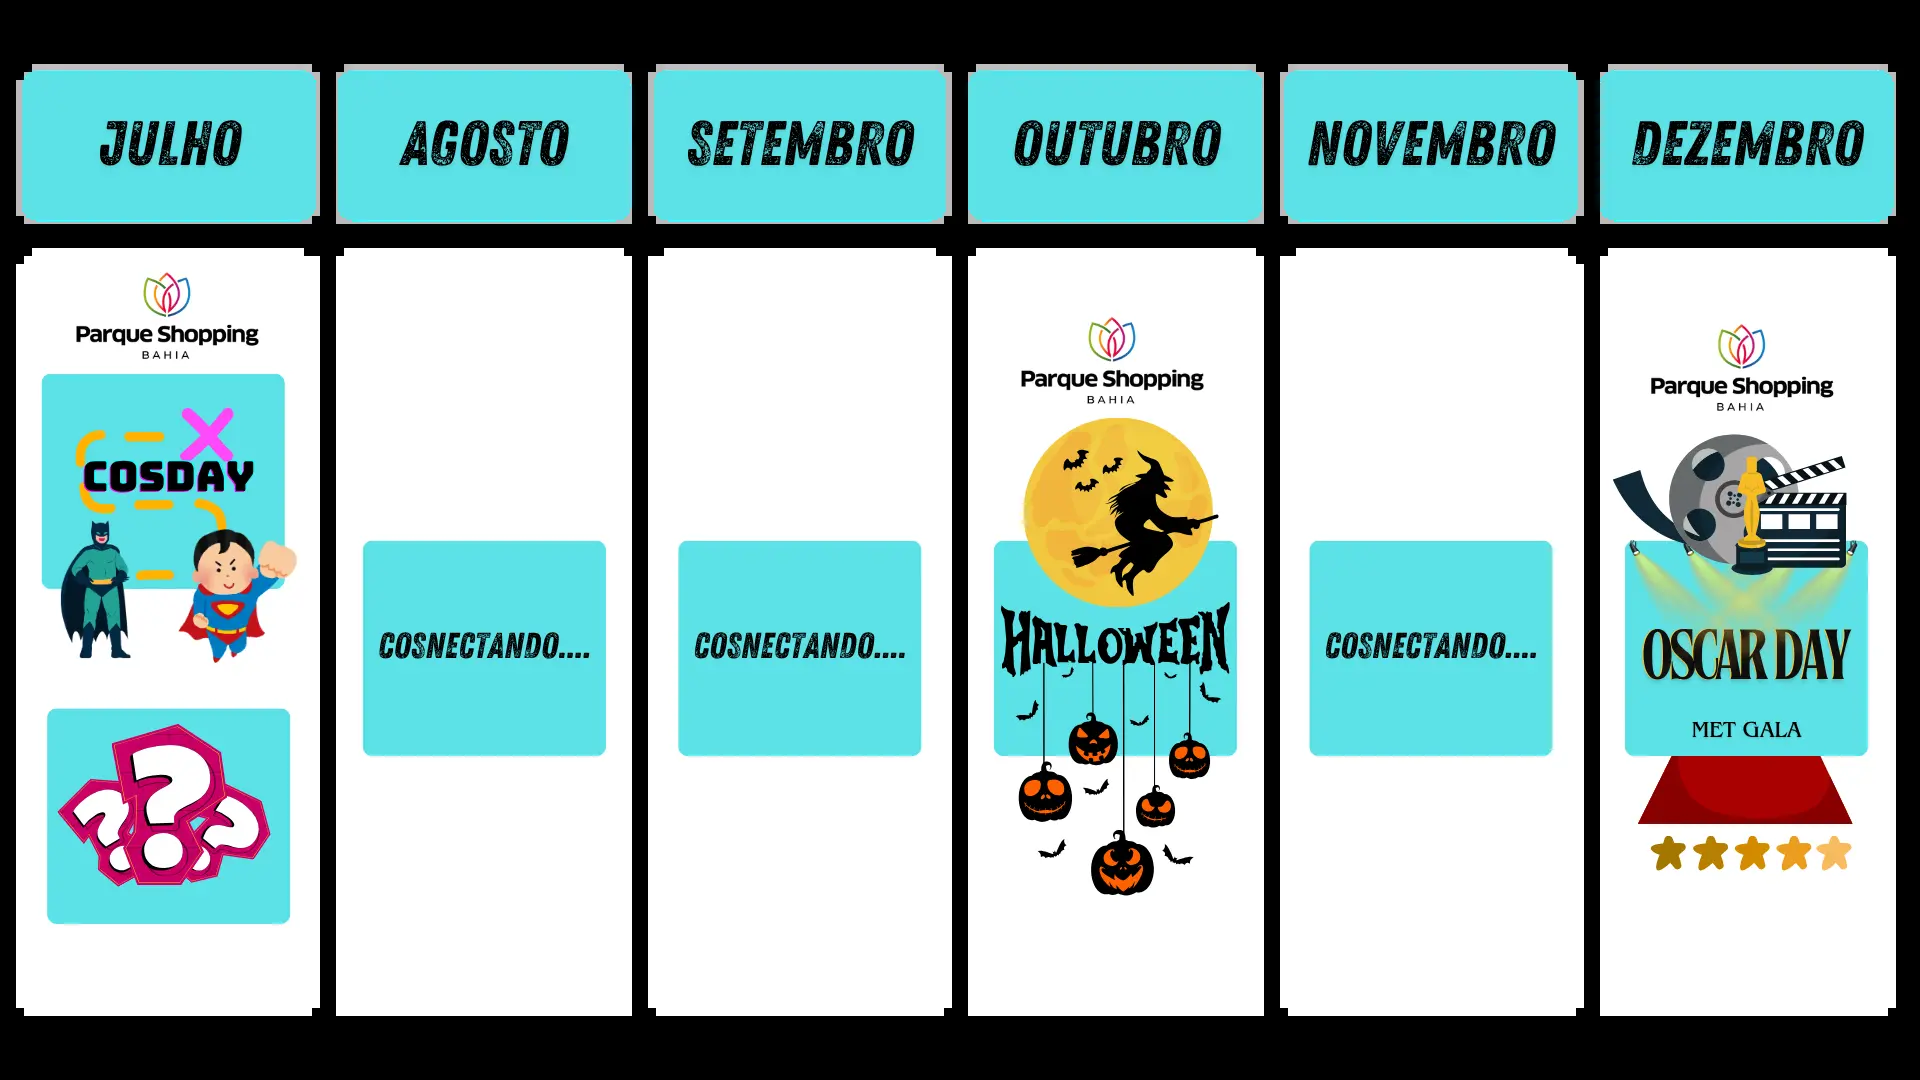 JULHO
AGOSTO
SETEMBRO
OUTUBRO
NOVEMBRO
DEZEMBRO
Parque Shopping
BAHIA
X
COSDAY
???
COSNECTANDO....
COSNECTANDO....
Parque Shopping
BAHIA
HALLOWEEN
COSNECTANDO....
Parque Shopping
BAHIA
OSCAR DAY
MET GALA